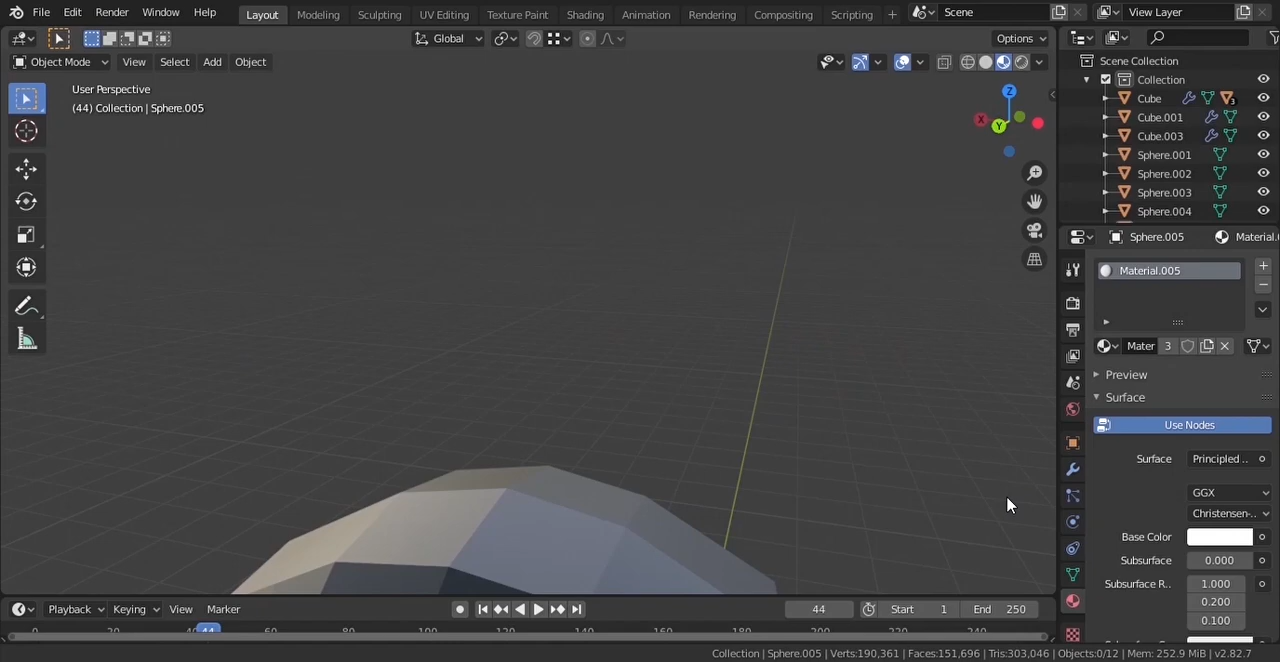 File Edit Render Window Help Layout Modeling Sculpting UV Editing Texture Paint Shading Animation Rendering Compositing Scripting + Scene View Layer
Global Options
Object Mode View Select Add Object
User Perspective
(44) Collection | Sphere.005
Z
X
Y
Scene Collection
Collection
Cube 3
Cube.001
Cube.003
Sphere.001
Sphere.002
Sphere.003
Sphere.004
Sphere.005 Material.
Material.005
Mater 3
Preview
Surface
Use Nodes
Surface Principled ..
GGX
Christensen-..
Base Color
Subsurface 0.000
Subsurface R.. 1.000
0.200
0.100
Playback Keying View Marker 44 Start 1 End 250
0 20 44 60 80 100 120 140 160 180 200 220 240
Collection | Sphere.005 | Verts:190,361 | Faces:151,696 | Tris:303,046 | Objects:0/12 | Mem: 252.9 MiB | v2.82.7